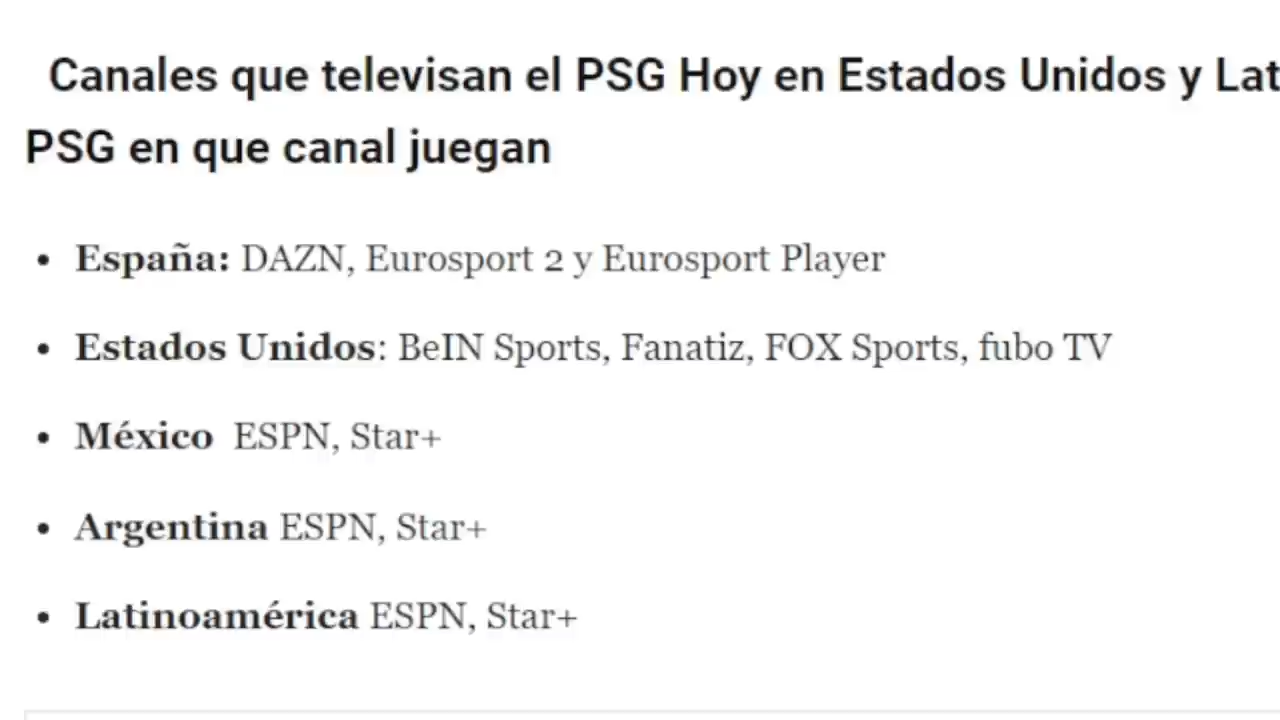 Canales que televisan el PSG Hoy en Estados Unidos y Lat
PSG en que canal juegan
• España: DAZN, Eurosport 2 y Eurosport Player
• Estados Unidos: BeIN Sports, Fanatiz, FOX Sports, fubo TV
• México ESPN, Star+
• Argentina ESPN, Star+
• Latinoamérica ESPN, Star+